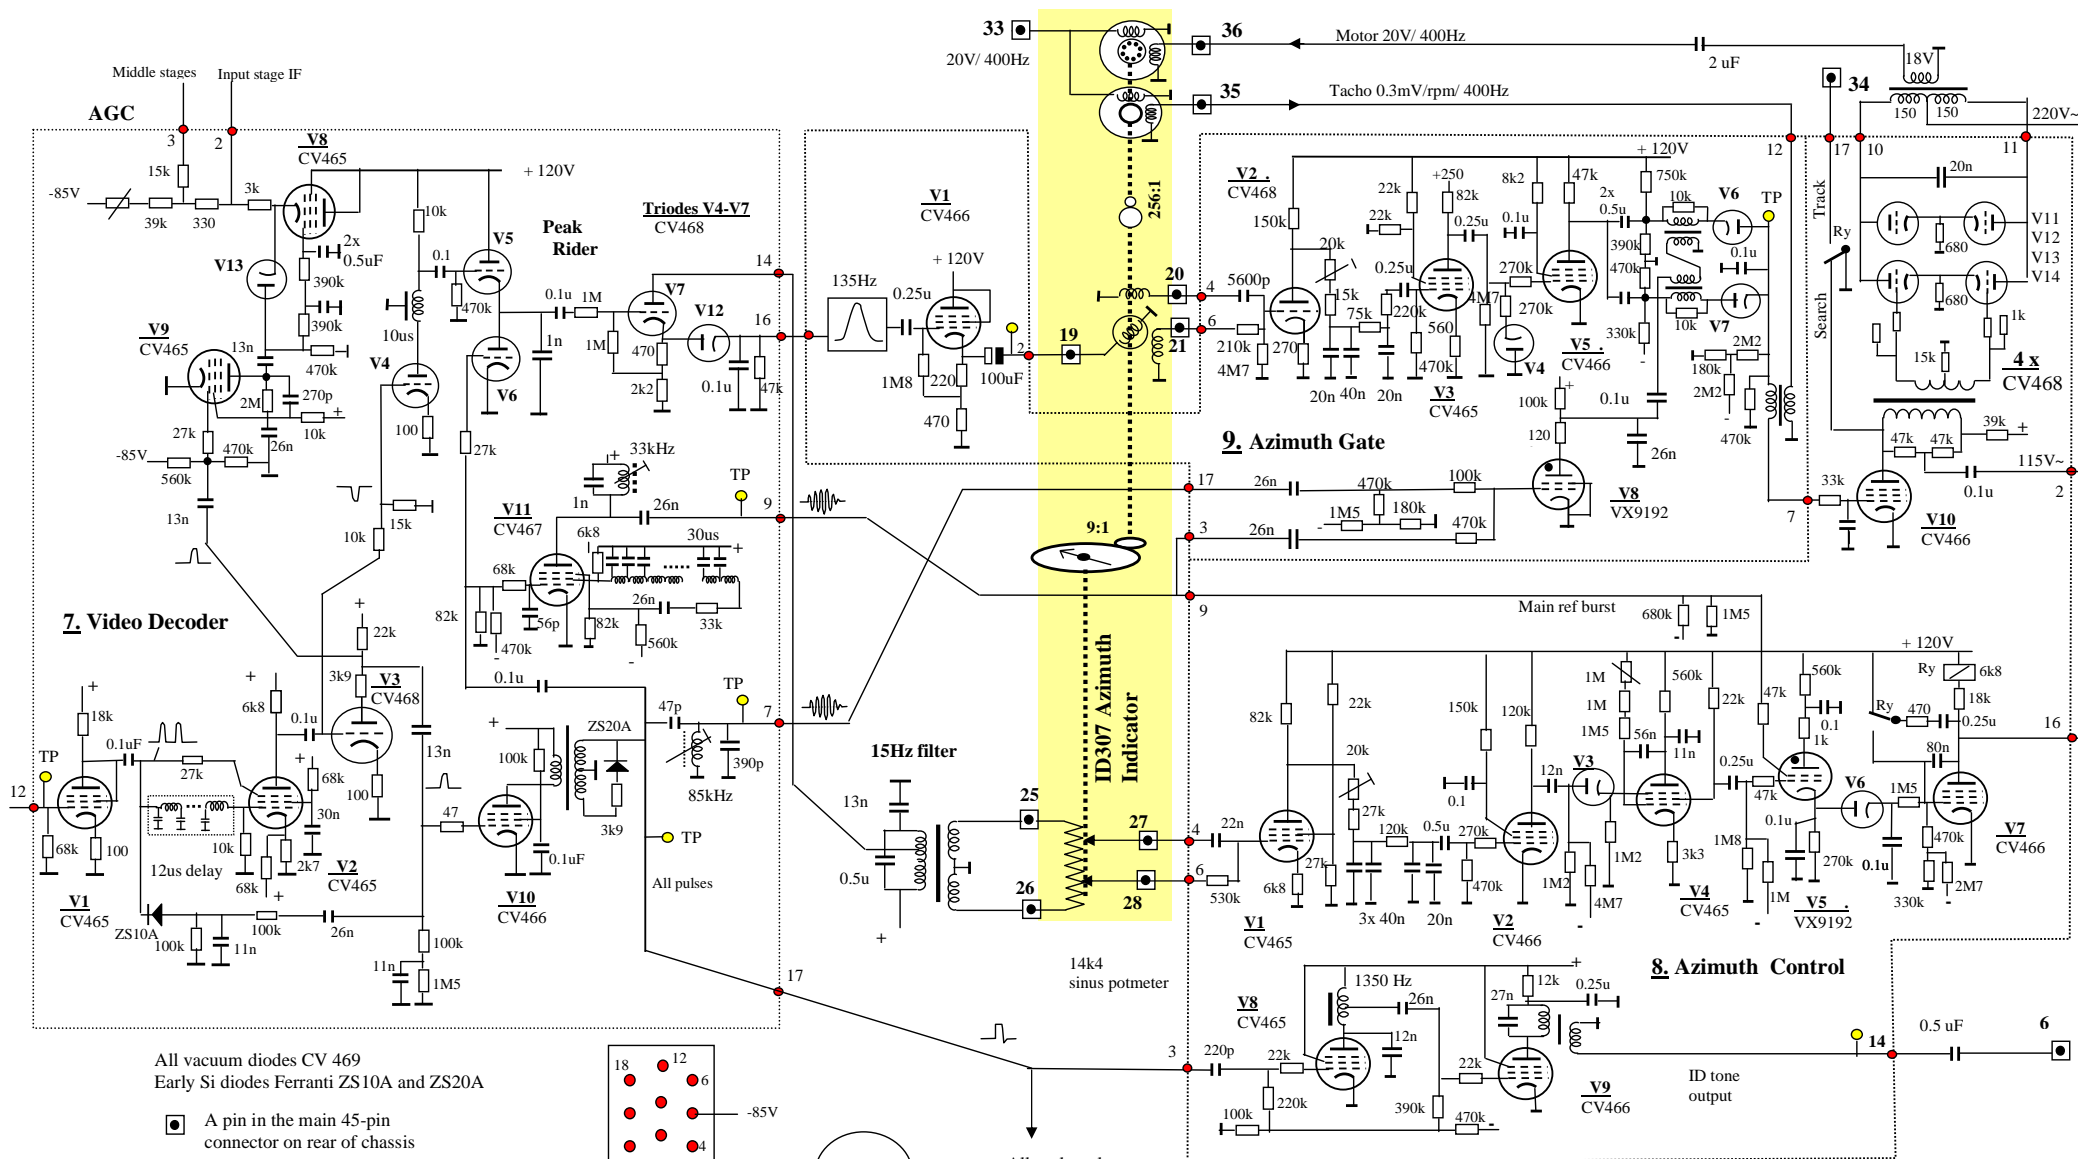 Middle stages
Input stage IF
AGC
3
2
-85V
15k
39k
330
3k
V8
CV465
+ 120V
2x
0.5uF
390k
390k
470k
V13
V9
CV465
13n
2M
270p
10k
+
27k
-85V
560k
470k
26n
13n
10k
10us
V4
100
15k
10k
0.1
470k
V5
V6
Peak
Rider
0.1u
1M
1n
1M
Triodes V4-V7
CV468
V7
470
2k2
V12
0.1u
47k
14
16
27k
+
33kHz
1n
26n
TP
9
V11
CV467
6k8
30us
+
68k
82k
470k
-
56p
82k
26n
33k
560k
-
0.1u
7. Video Decoder
+
22k
3k9
V3
CV468
100
13n
+
18k
TP
12
68k
100
0.1uF
27k
12us delay
V1
CV465
+
6k8
0.1u
+
68k
30n
10k
68k
2k7
+
V2
CV465
ZS10A
100k
11n
100k
26n
100k
11n
1M5
47
+
100k
V10
CV466
0.1uF
ZS20A
3k9
47p
85kHz
390p
TP
7
TP
All pulses
17
33
20V/ 400Hz
36
Motor 20V/ 400Hz
2 uF
18V
35
Tacho 0.3mV/rpm/ 400Hz
34
150
150
220V~
256:1
V1
CV466
+ 120V
135Hz
0.25u
1M8
220
470
100uF
2
19
20
21
4
6
9:1
ID307 Azimuth
Indicator
15Hz filter
13n
0.5u
+
25
26
27
28
14k4
sinus potmeter
V2 .
CV468
150k
20k
15k
5600p
210k
4M7
270
20n
40n
75k
20n
220k
22k
22k
0.25u
+250
82k
0.25u
560
470k
V3
CV465
4M7
8k2
0.1u
270k
270k
V4
47k
V5 .
CV466
+ 120V
2x
0.5u
750k
390k
470k
330k
-
10k
10k
V6
V7
TP
0.1u
12
2M2
180k
2M2
-
470k
0.1u
+
100k
120
26n
V8
VX9192
9. Azimuth Gate
17
26n
470k
100k
1M5
-
180k
3
26n
470k
7
17
10
11
Track
Ry
Search
20n
680
680
V11
V12
V13
V14
1k
15k
4 x
CV468
47k
47k
39k
+
115V~
0.1u
2
33k
V10
CV466
9
Main ref burst
680k
-
1M5
+ 120V
82k
22k
4
22n
6
530k
V1
CV465
27k
6k8
20k
27k
120k
3x 40n
0.5u
20n
270k
470k
150k
0.1
120k
V2
CV466
12n
V3
1M2
4M7
-
1M2
1M
1M
1M5
56n
560k
11n
3k3
V4
CV465
22k
0.25u
47k
47k
1M8
1M
-
560k
0.1
1k
V5 .
VX9192
0.1u
270k
V6
0.1u
1M5
Ry
470
0.25u
80n
Ry
6k8
18k
16
V7
CV466
470k
330k
2M7
-
8. Azimuth Control
3
220p
22k
220k
100k
V8
CV465
1350 Hz
26n
12n
390k
22k
470k
-
27n
12k
+
0.25u
V9
CV466
ID tone
output
14
0.5 uF
6
All vacuum diodes CV 469
Early Si diodes Ferranti ZS10A and ZS20A
A pin in the main 45-pin
connector on rear of chassis
18
12
6
-85V
4